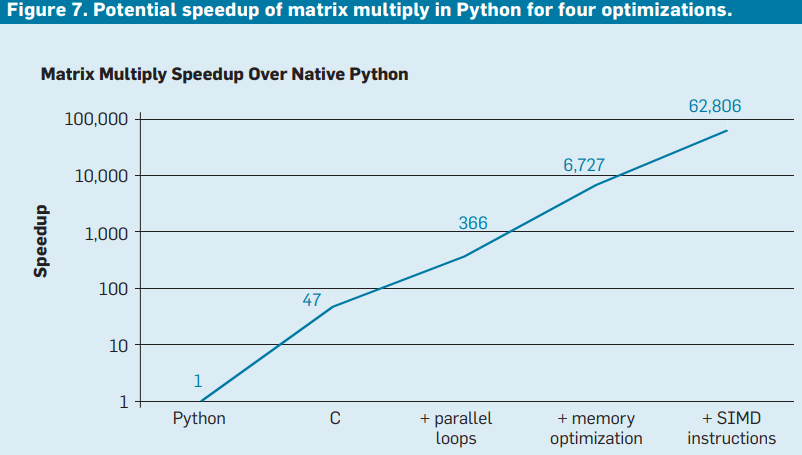 Figure 7. Potential speedup of matrix multiply in Python for four optimizations.
Matrix Multiply Speedup Over Native Python
62,806
100,000
6,727
10,000
366
1,000
47
100
10
1
1
Speedup
Python
C
+ parallel
loops
+ memory
optimization
+ SIMD
instructions